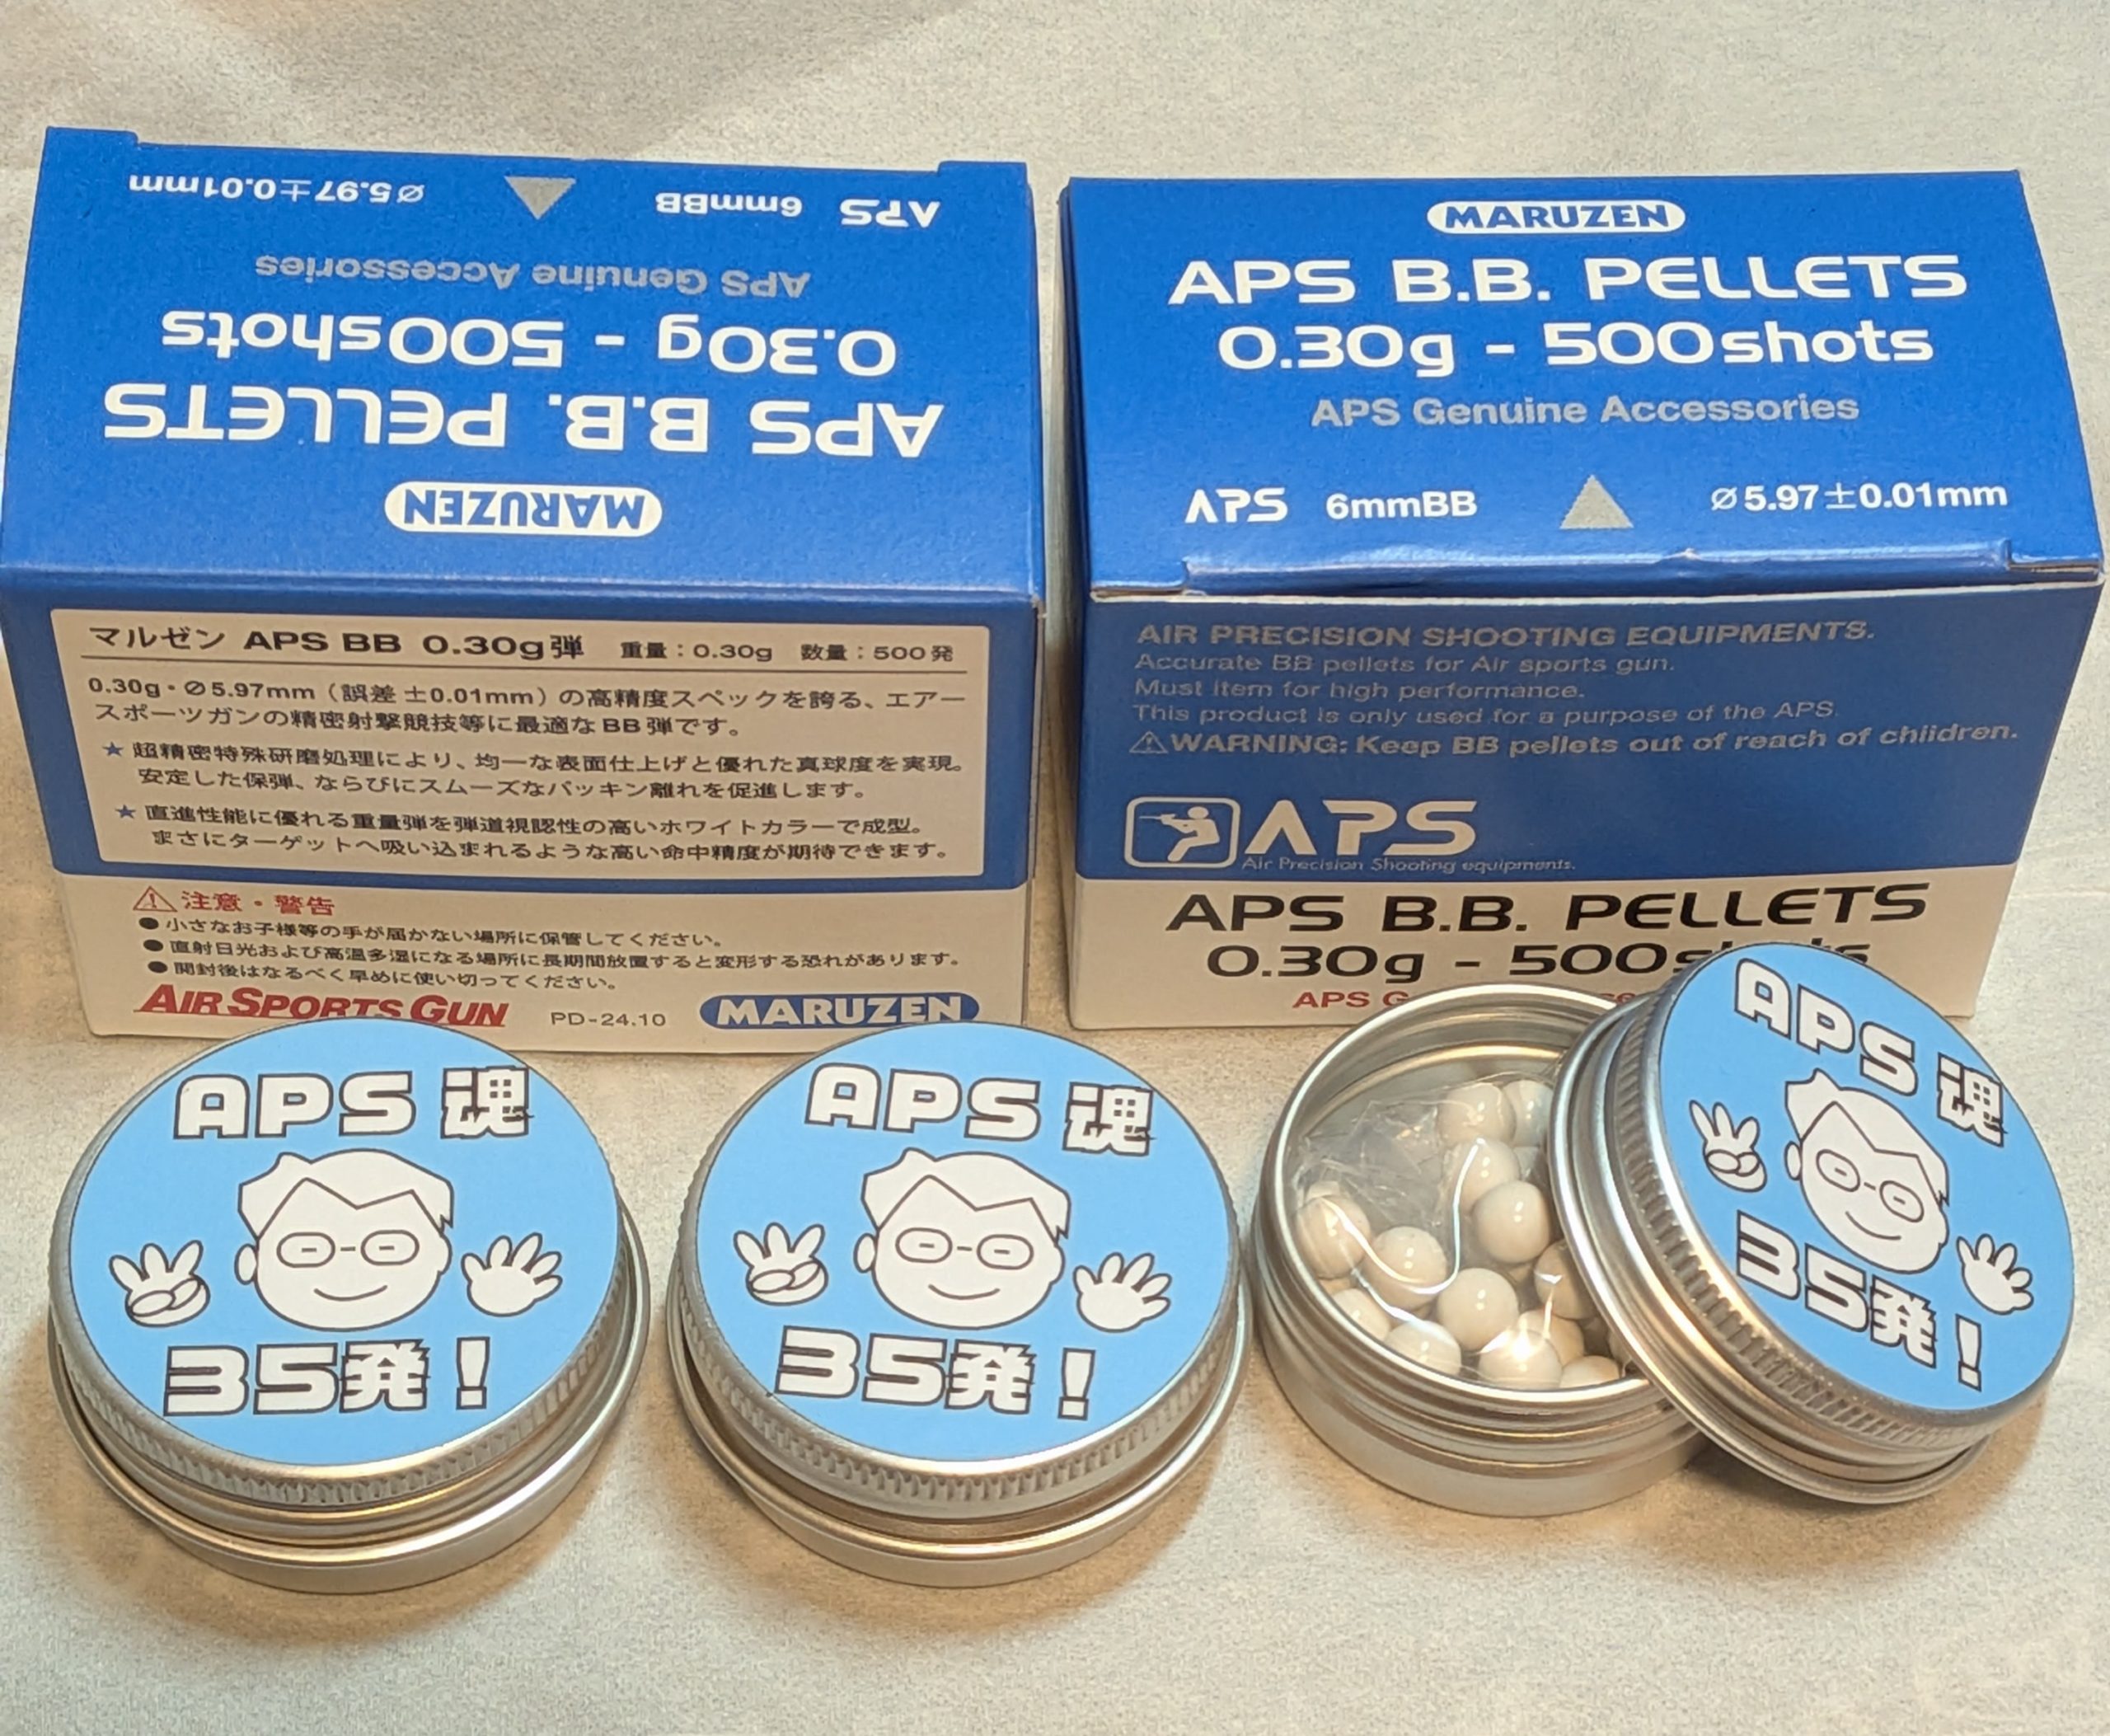 APS 6mmBB ▲ ⌀5.97±0.01mm
APS Genuine Accessories
0.30g - 500shots
APS B.B. PELLETS
MARUZEN
マルゼン APS BB 0.30g弾 重量：0.30g 数量：500発
0.30g・⌀5.97mm（誤差 ±0.01mm）の高精度スペックを誇る、エアー
スポーツガンの精密射撃競技等に最適なBB弾です。
★ 超精密特殊研磨処理により、均一な表面仕上げと優れた真球度を実現。
安定した保弾、ならびにスムーズなパッキン離れを促進します。
★ 直進性能に優れる重量弾を弾道視認性の高いホワイトカラーで成型。
まさにターゲットへ吸い込まれるような高い命中精度が期待できます。
⚠注意・警告
●小さなお子様等の手が届かない場所に保管してください。
●直射日光および高温多湿になる場所に長期間放置すると変形する恐れがあります。
●開封後はなるべく早めに使い切ってください。
AIR SPORTS GUN PD-24.10 MARUZEN
MARUZEN
APS B.B. PELLETS
0.30g - 500shots
APS Genuine Accessories
APS 6mmBB ▲ ⌀5.97±0.01mm
AIR PRECISION SHOOTING EQUIPMENTS.
Accurate BB pellets for Air sports gun.
Must item for high performance.
This product is only used for a purpose of the APS.
⚠WARNING: Keep BB pellets out of reach of children.
APS
Air Precision Shooting equipments.
APS B.B. PELLETS
0.30g - 500
APS
APS 魂
35発！
APS 魂
35発！
APS 魂
35発！